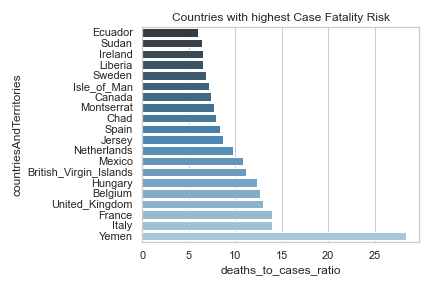 Countries with highest Case Fatality Risk
countriesAndTerritories
Ecuador
Sudan
Ireland
Liberia
Sweden
Isle_of_Man
Canada
Montserrat
Chad
Spain
Jersey
Netherlands
Mexico
British_Virgin_Islands
Hungary
Belgium
United_Kingdom
France
Italy
Yemen
0 5 10 15 20 25
deaths_to_cases_ratio